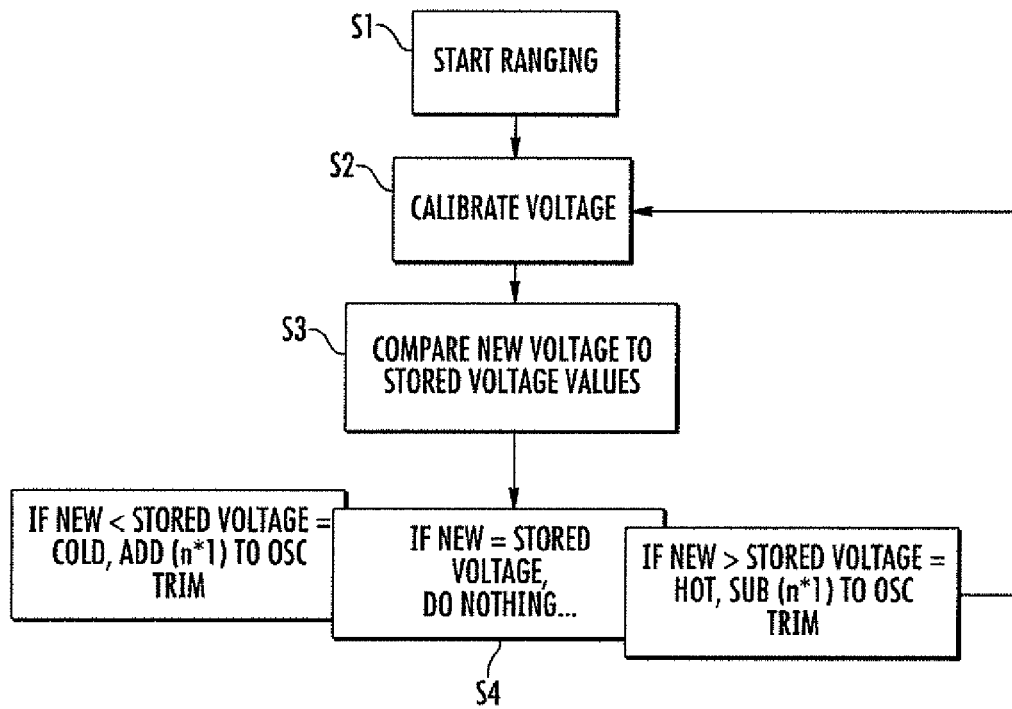 S1
START RANGING
S2
CALIBRATE VOLTAGE
S3
COMPARE NEW VOLTAGE TO
STORED VOLTAGE VALUES
IF NEW < STORED VOLTAGE =
COLD, ADD (n*1) TO OSC
TRIM
IF NEW = STORED
VOLTAGE,
DO NOTHING...
IF NEW > STORED VOLTAGE =
HOT, SUB (n*1) TO OSC
TRIM
S4